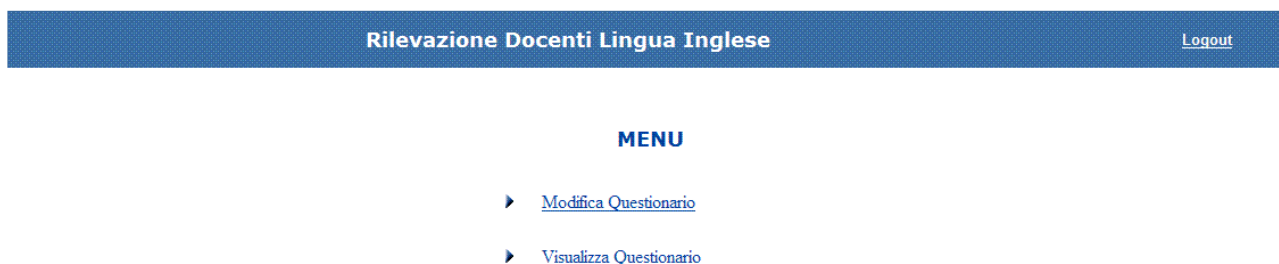 Rilevazione Docenti Lingua Inglese Logout
MENU
Modifica Questionario
Visualizza Questionario